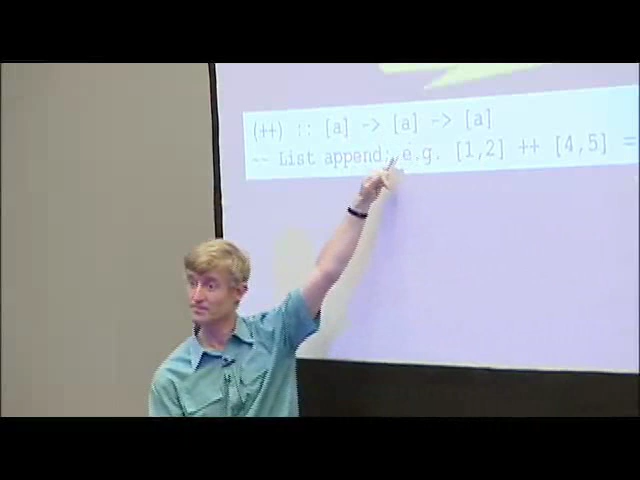 (++) :: [a] -> [a] -> [a]
-- List append: e.g. [1,2] ++ [4,5] =